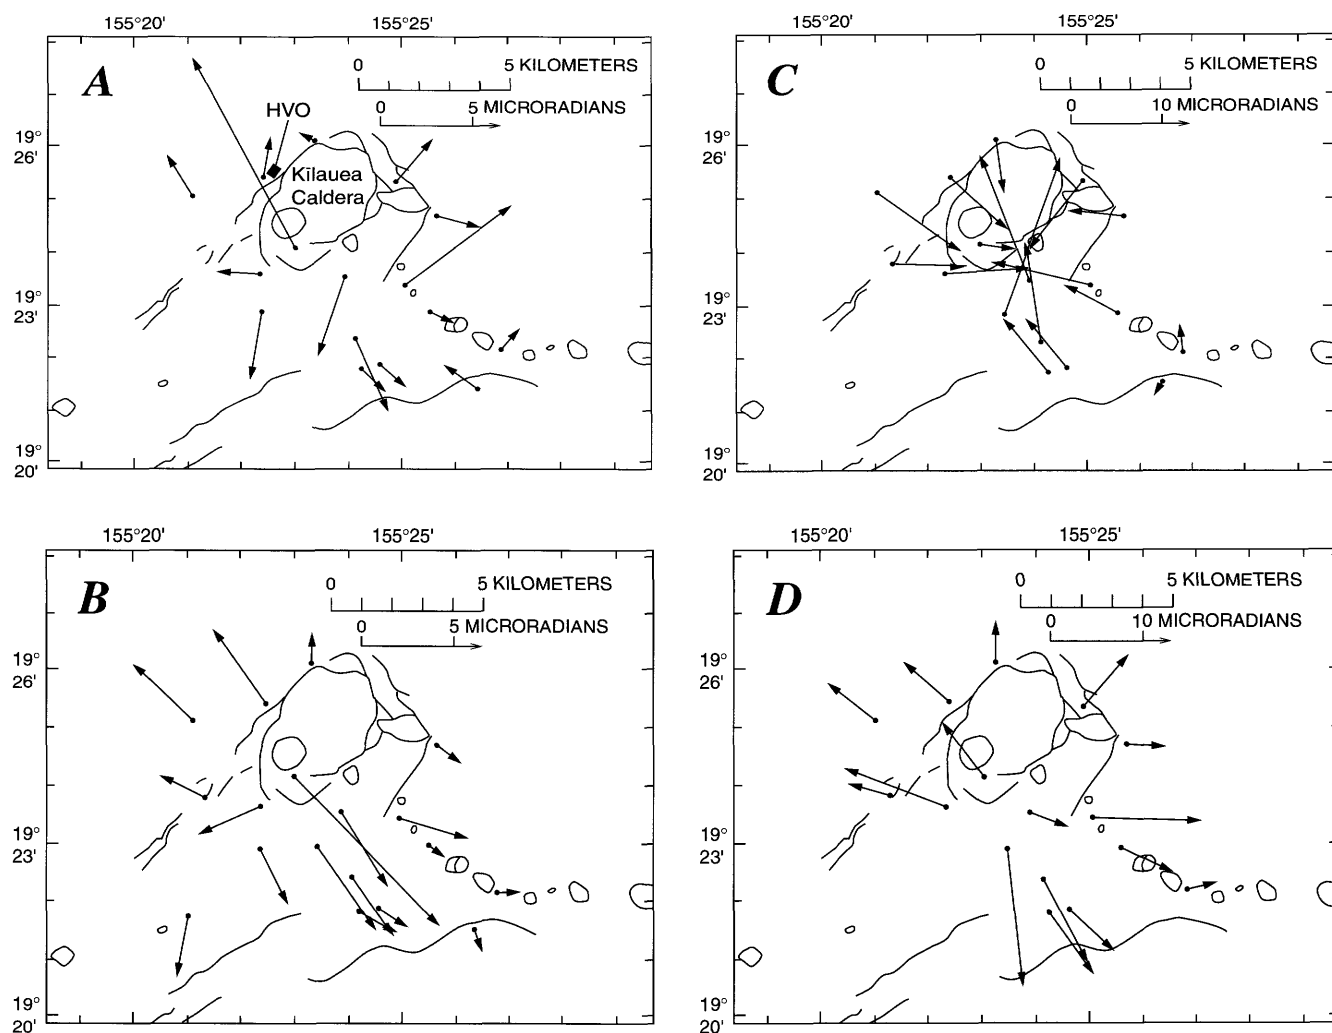 155°20'
155°25'
A
0
5 KILOMETERS
0
5 MICRORADIANS
HVO
Kīlauea
Caldera
19°
26'
19°
23'
19°
20'
155°20'
155°25'
C
0
5 KILOMETERS
0
10 MICRORADIANS
19°
26'
19°
23'
19°
20'
155°20'
155°25'
B
0
5 KILOMETERS
0
5 MICRORADIANS
19°
26'
19°
23'
19°
20'
155°20'
155°25'
D
0
5 KILOMETERS
0
10 MICRORADIANS
19°
26'
19°
23'
19°
20'